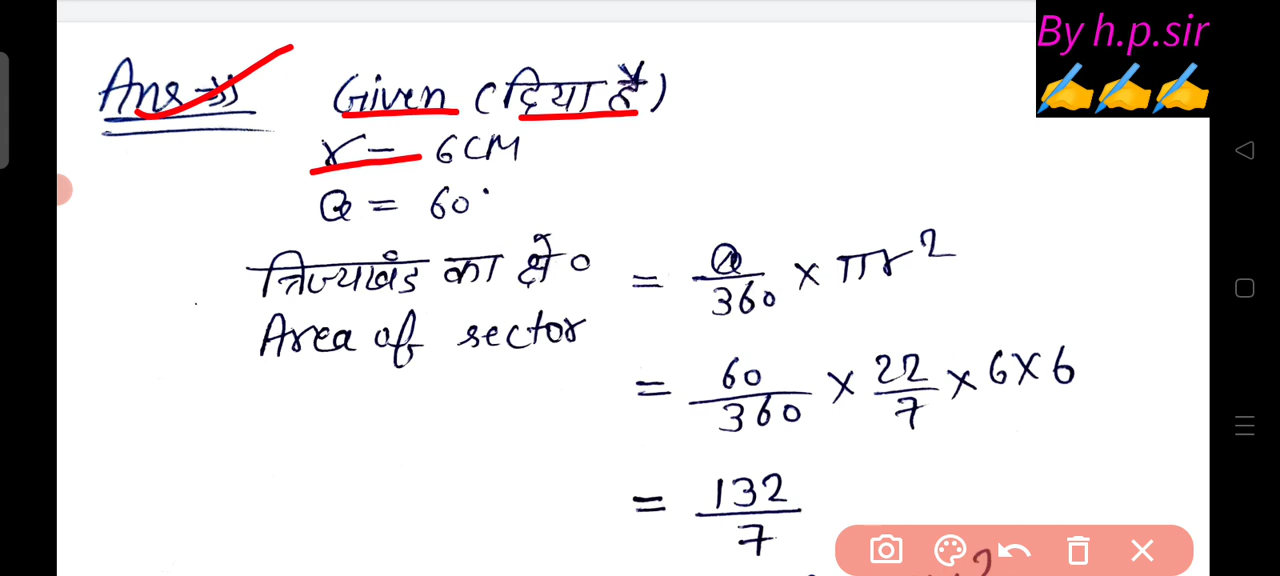 By h.p.sir
Ans Given (दिया है)
r = 6CM
θ = 60°
त्रिज्यखंड का क्षे० = θ/360 × πr²
Area of sector
= 60/360 × 22/7 × 6×6
= 132/7